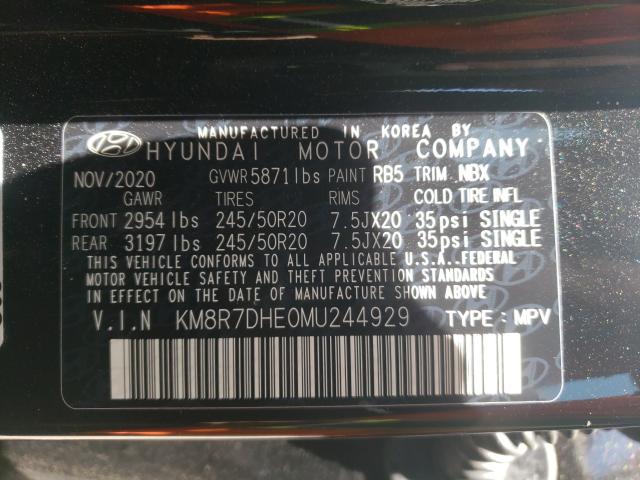 MANUFACTURED IN KOREA BY
HYUNDAI MOTOR COMPANY
NOV/2020 GVWR 5871 lbs PAINT RB5 TRIM NBX
GAWR TIRES RIMS COLD TIRE INFL
FRONT 2954 lbs 245/50R20 7.5JX20 35psi SINGLE
REAR 3197 lbs 245/50R20 7.5JX20 35psi SINGLE
THIS VEHICLE CONFORMS TO ALL APPLICABLE U.S.A..FEDERAL
MOTOR VEHICLE SAFETY AND THEFT PREVENTION STANDARDS
IN EFFECT ON THE DATE OF MANUFACTURE SHOWN ABOVE.
V.I.N KM8R7DHE0MU244929 TYPE : MPV